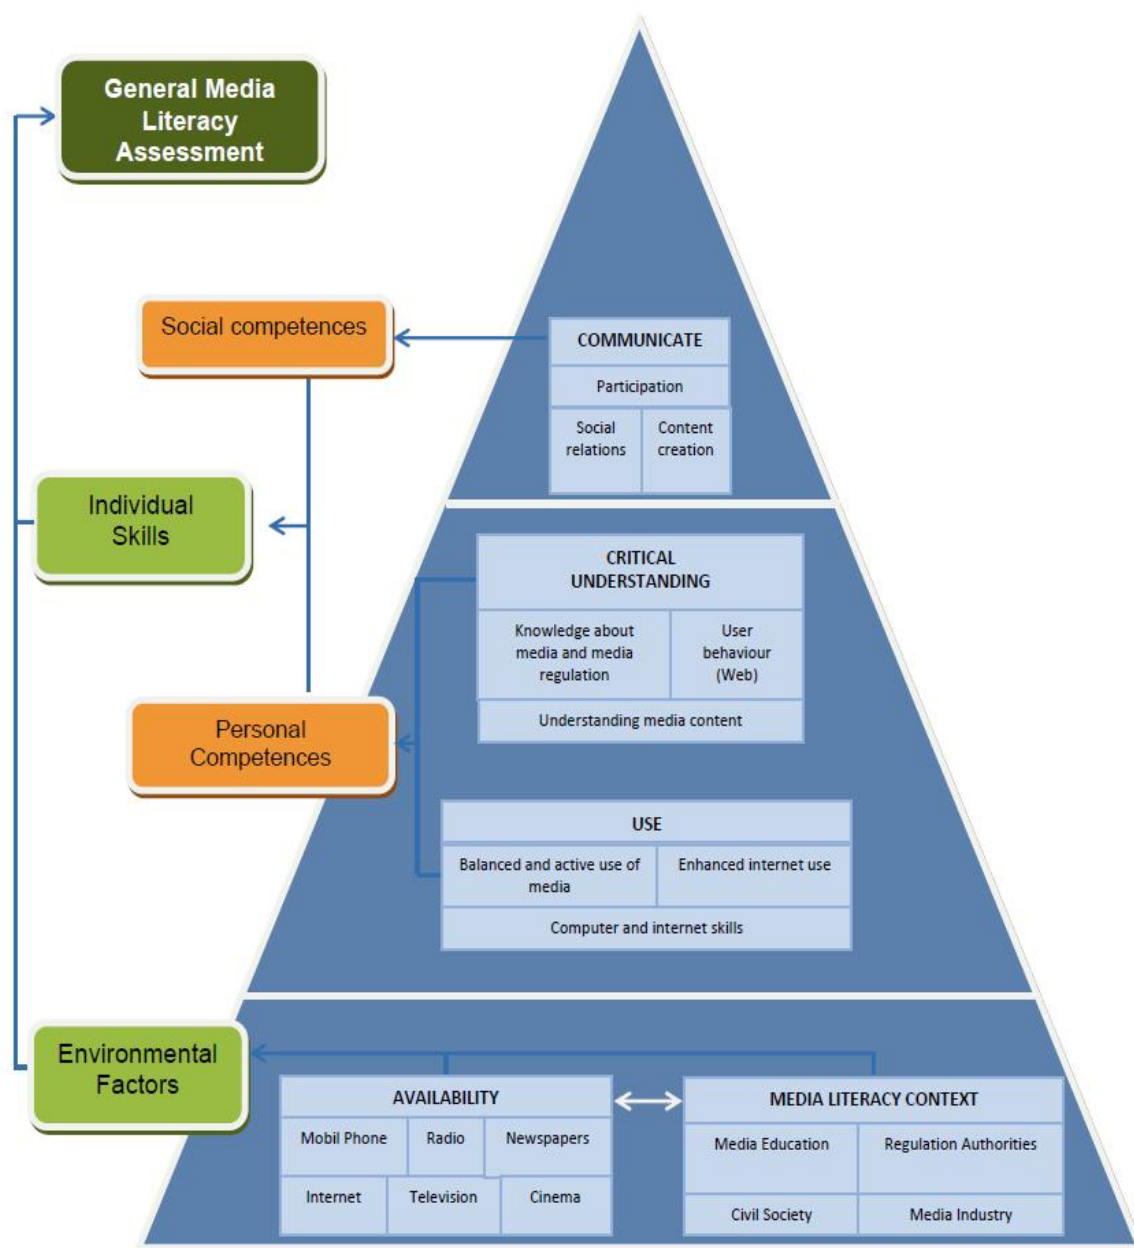 General Media
Literacy
Assessment
Social competences
COMMUNICATE
Participation
Social
relations
Content
creation
Individual
Skills
CRITICAL
UNDERSTANDING
Knowledge about
media and media
regulation
User
behaviour
(Web)
Understanding media content
Personal
Competences
USE
Balanced and active use of
media
Enhanced internet use
Computer and internet skills
Environmental
Factors
AVAILABILITY
Mobil Phone
Radio
Newspapers
Internet
Television
Cinema
MEDIA LITERACY CONTEXT
Media Education
Regulation Authorities
Civil Society
Media Industry